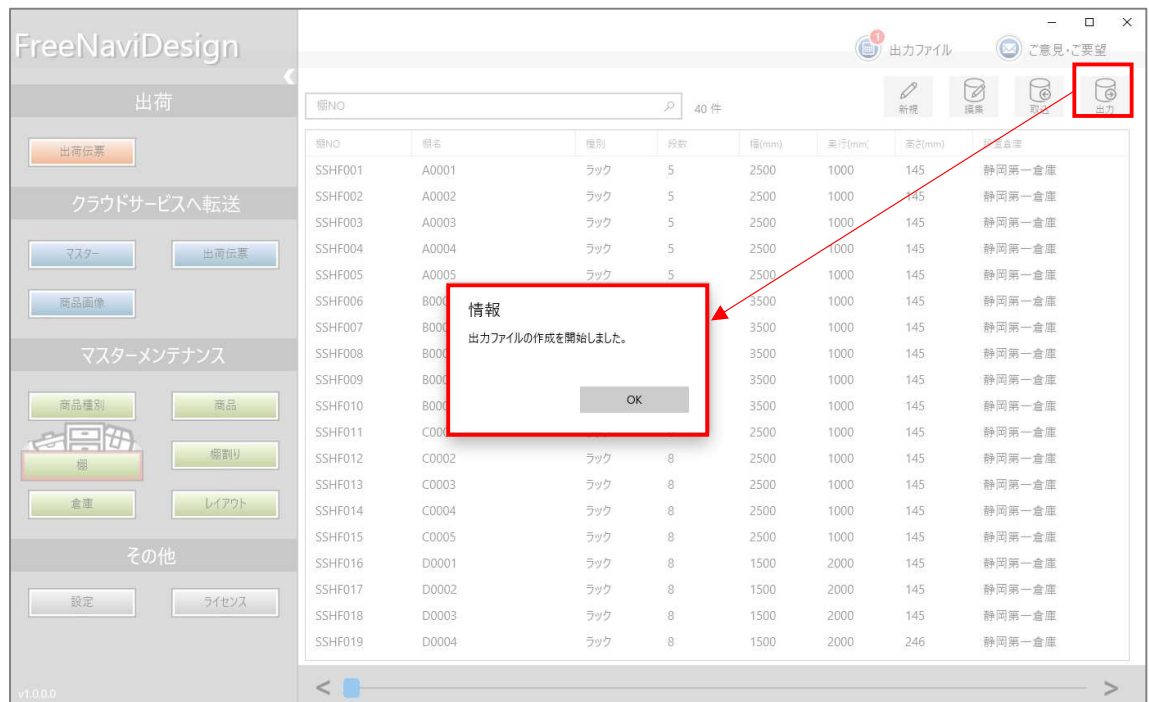 FreeNaviDesign
1
出力ファイル
ご意見・ご要望
出荷
出荷伝票
クラウドサービスへ転送
マスター
出荷伝票
商品画像
マスターメンテナンス
商品種別
商品
棚
棚割り
倉庫
レイアウト
その他
設定
ライセンス
v1.0.0.0
棚NO
40 件
新規
編集
取込
出力
棚NO 棚名 種別 段数 幅(mm) 奥行(mm) 高さ(mm) 設置倉庫
SSHF001 A0001 ラック 5 2500 1000 145 静岡第一倉庫
SSHF002 A0002 ラック 5 2500 1000 145 静岡第一倉庫
SSHF003 A0003 ラック 5 2500 1000 145 静岡第一倉庫
SSHF004 A0004 ラック 5 2500 1000 145 静岡第一倉庫
SSHF005 A0005 ラック 5 2500 1000 145 静岡第一倉庫
SSHF006 B000 3500 1000 145 静岡第一倉庫
SSHF007 B000 3500 1000 145 静岡第一倉庫
SSHF008 B000 3500 1000 145 静岡第一倉庫
SSHF009 B000 3500 1000 145 静岡第一倉庫
SSHF010 B000 3500 1000 145 静岡第一倉庫
SSHF011 C000 2500 1000 145 静岡第一倉庫
SSHF012 C0002 ラック 8 2500 1000 145 静岡第一倉庫
SSHF013 C0003 ラック 8 2500 1000 145 静岡第一倉庫
SSHF014 C0004 ラック 8 2500 1000 145 静岡第一倉庫
SSHF015 C0005 ラック 8 2500 1000 145 静岡第一倉庫
SSHF016 D0001 ラック 8 1500 2000 145 静岡第一倉庫
SSHF017 D0002 ラック 8 1500 2000 145 静岡第一倉庫
SSHF018 D0003 ラック 8 1500 2000 145 静岡第一倉庫
SSHF019 D0004 ラック 8 1500 2000 246 静岡第一倉庫
情報
出力ファイルの作成を開始しました。
OK